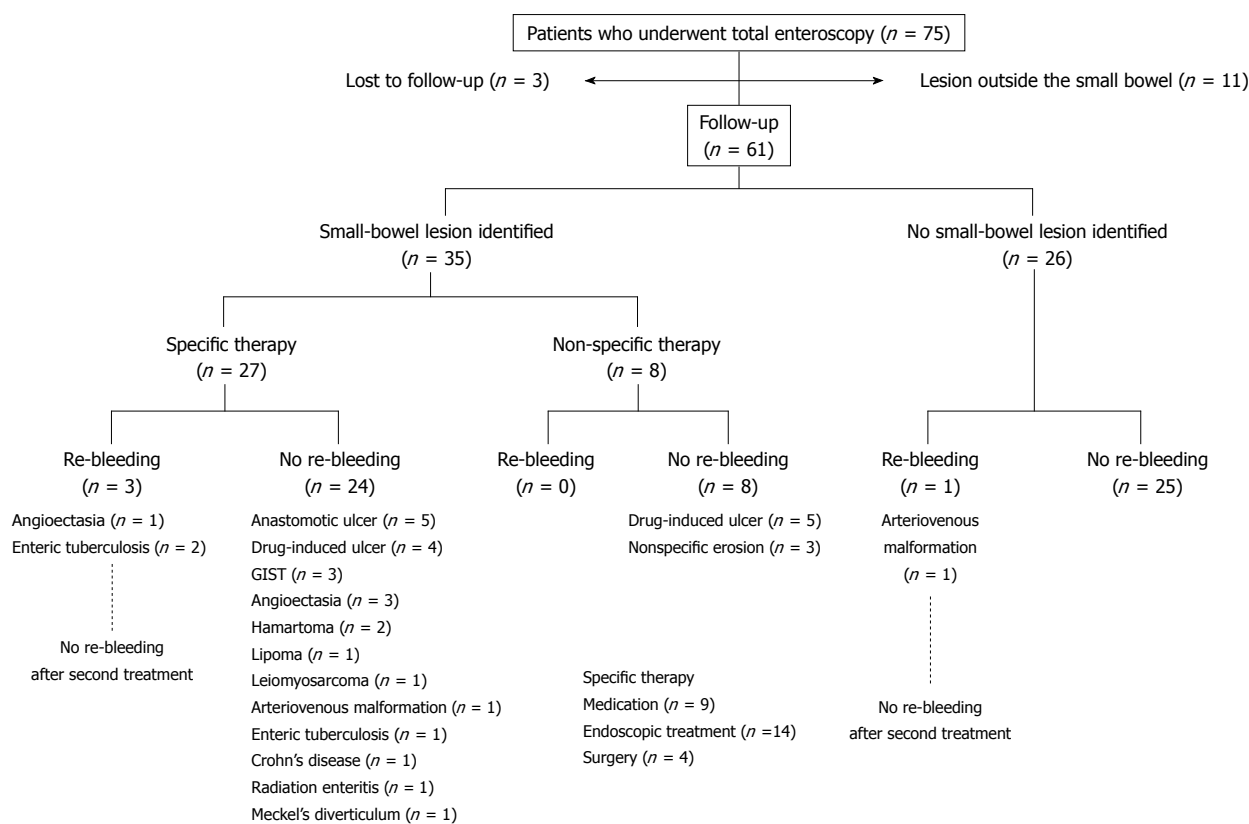 Patients who underwent total enteroscopy (n = 75)
Lost to follow-up (n = 3)
Lesion outside the small bowel (n = 11)
Follow-up
(n = 61)
Small-bowel lesion identified
(n = 35)
No small-bowel lesion identified
(n = 26)
Specific therapy
(n = 27)
Non-specific therapy
(n = 8)
Re-bleeding
(n = 3)
No re-bleeding
(n = 24)
Re-bleeding
(n = 0)
No re-bleeding
(n = 8)
Re-bleeding
(n = 1)
No re-bleeding
(n = 25)
Angioectasia (n = 1)
Enteric tuberculosis (n = 2)
No re-bleeding
after second treatment
Anastomotic ulcer (n = 5)
Drug-induced ulcer (n = 4)
GIST (n = 3)
Angioectasia (n = 3)
Hamartoma (n = 2)
Lipoma (n = 1)
Leiomyosarcoma (n = 1)
Arteriovenous malformation (n = 1)
Enteric tuberculosis (n = 1)
Crohn's disease (n = 1)
Radiation enteritis (n = 1)
Meckel's diverticulum (n = 1)
Drug-induced ulcer (n = 5)
Nonspecific erosion (n = 3)
Specific therapy
Medication (n = 9)
Endoscopic treatment (n =14)
Surgery (n = 4)
Arteriovenous
malformation
(n = 1)
No re-bleeding
after second treatment